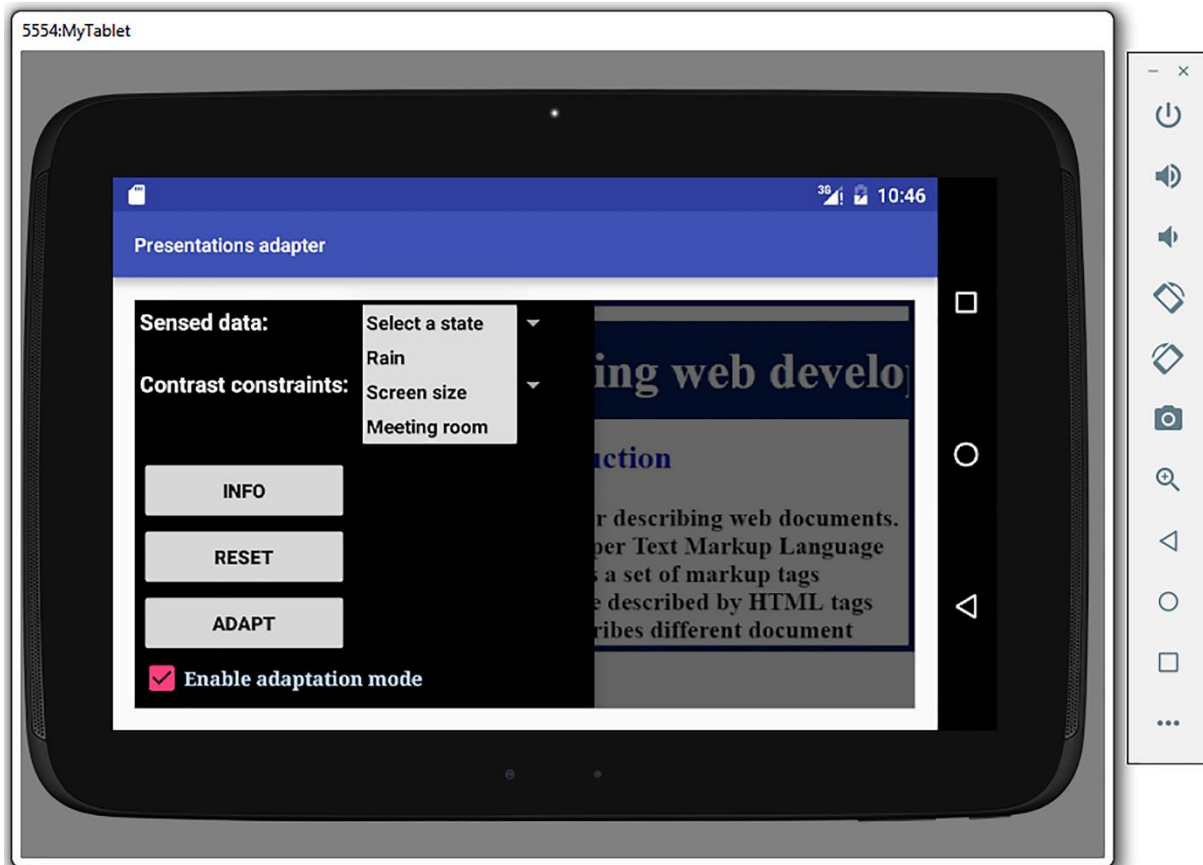 5554:MyTablet
3G 10:46
Presentations adapter
Sensed data:
Select a state
Rain
Contrast constraints:
Screen size
Meeting room
INFO
RESET
ADAPT
Enable adaptation mode
ing web develo
uction
r describing web documents.
per Text Markup Language
s a set of markup tags
e described by HTML tags
ribes different document